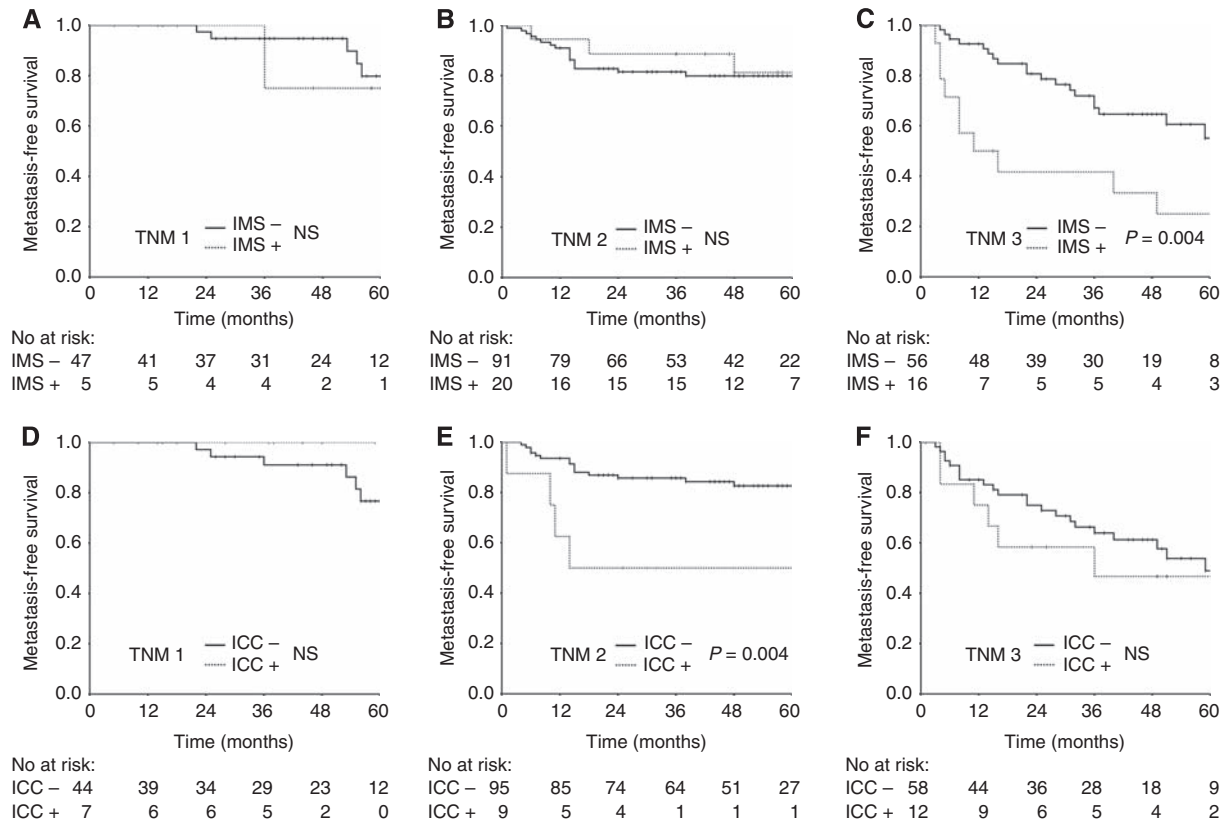 A
Metastasis-free survival
1.0
0.8
0.6
0.4
0.2
0.0
TNM 1
IMS –
IMS +
NS
0 12 24 36 48 60
Time (months)
No at risk:
IMS – 47 41 37 31 24 12
IMS + 5 5 4 4 2 1
B
Metastasis-free survival
1.0
0.8
0.6
0.4
0.2
0.0
TNM 2
IMS –
IMS +
NS
0 12 24 36 48 60
Time (months)
No at risk:
IMS – 91 79 66 53 42 22
IMS + 20 16 15 15 12 7
C
Metastasis-free survival
1.0
0.8
0.6
0.4
0.2
0.0
TNM 3
IMS –
IMS +
P = 0.004
0 12 24 36 48 60
Time (months)
No at risk:
IMS – 56 48 39 30 19 8
IMS + 16 7 5 5 4 3
D
Metastasis-free survival
1.0
0.8
0.6
0.4
0.2
0.0
TNM 1
ICC –
ICC +
NS
0 12 24 36 48 60
Time (months)
No at risk:
ICC – 44 39 34 29 23 12
ICC + 7 6 6 5 2 0
E
Metastasis-free survival
1.0
0.8
0.6
0.4
0.2
0.0
TNM 2
ICC –
ICC +
P = 0.004
0 12 24 36 48 60
Time (months)
No at risk:
ICC – 95 85 74 64 51 27
ICC + 9 5 4 1 1 1
F
Metastasis-free survival
1.0
0.8
0.6
0.4
0.2
0.0
TNM 3
ICC –
ICC +
NS
0 12 24 36 48 60
Time (months)
No at risk:
ICC – 58 44 36 28 18 9
ICC + 12 9 6 5 4 2